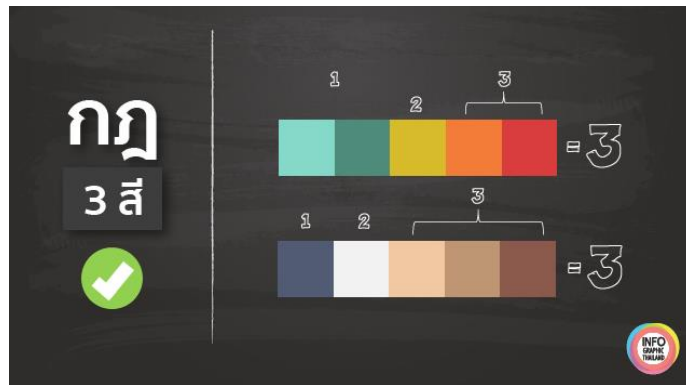 กฎ
3 สี
1
2
3
=3
1
2
3
=3
INFO
GRAPHIC
THAILAND